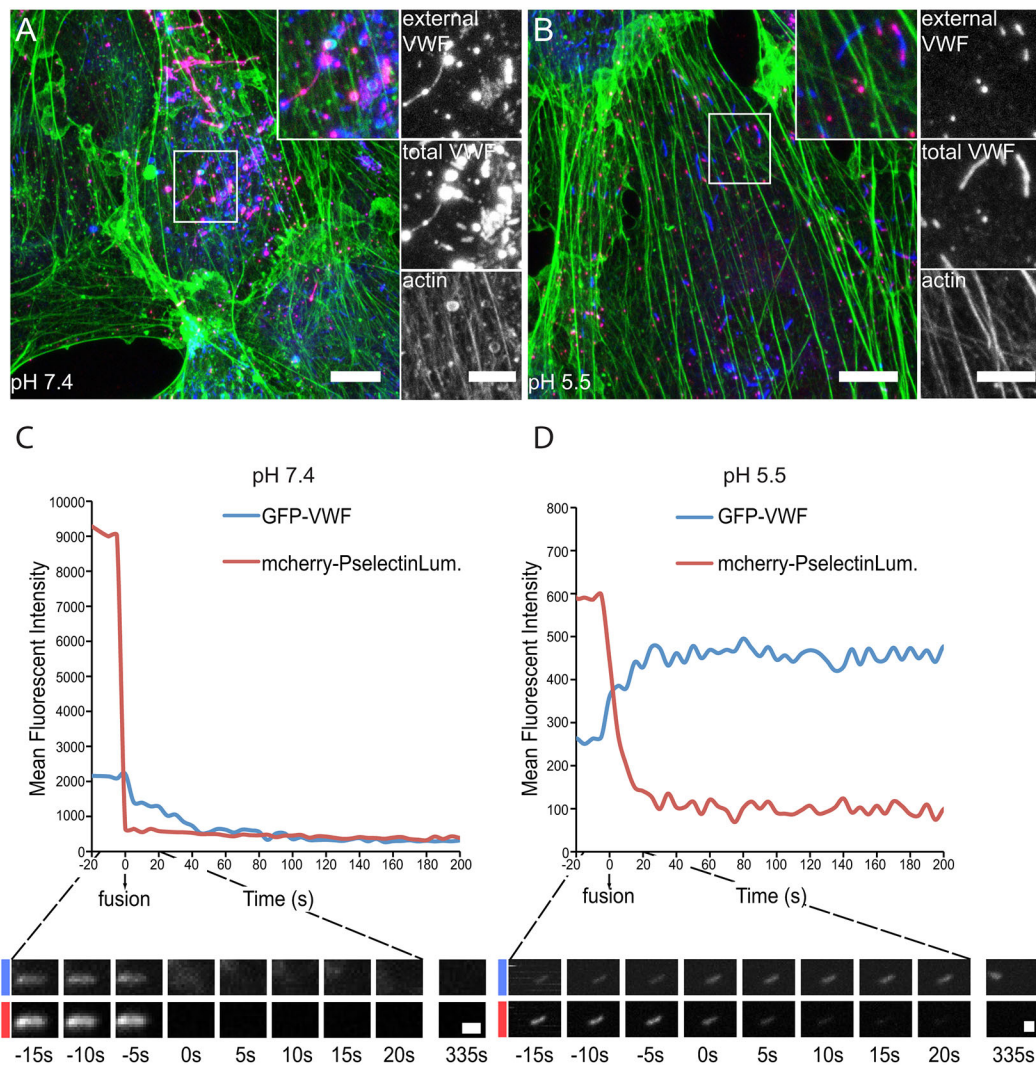 A
external
VWF
total VWF
actin
pH 7.4
B
external
VWF
total VWF
actin
pH 5.5
C
pH 7.4
GFP-VWF
mcherry-PselectinLum.
Mean Fluorescent Intensity
10000
9000
8000
7000
6000
5000
4000
3000
2000
1000
0
-20 0 20 40 60 80 100 120 140 160 180 200
fusion
Time (s)
-15s -10s -5s 0s 5s 10s 15s 20s 335s
D
pH 5.5
GFP-VWF
mcherry-PselectinLum.
Mean Fluorescent Intensity
800
700
600
500
400
300
200
100
0
-20 0 20 40 60 80 100 120 140 160 180 200
fusion
Time (s)
-15s -10s -5s 0s 5s 10s 15s 20s 335s